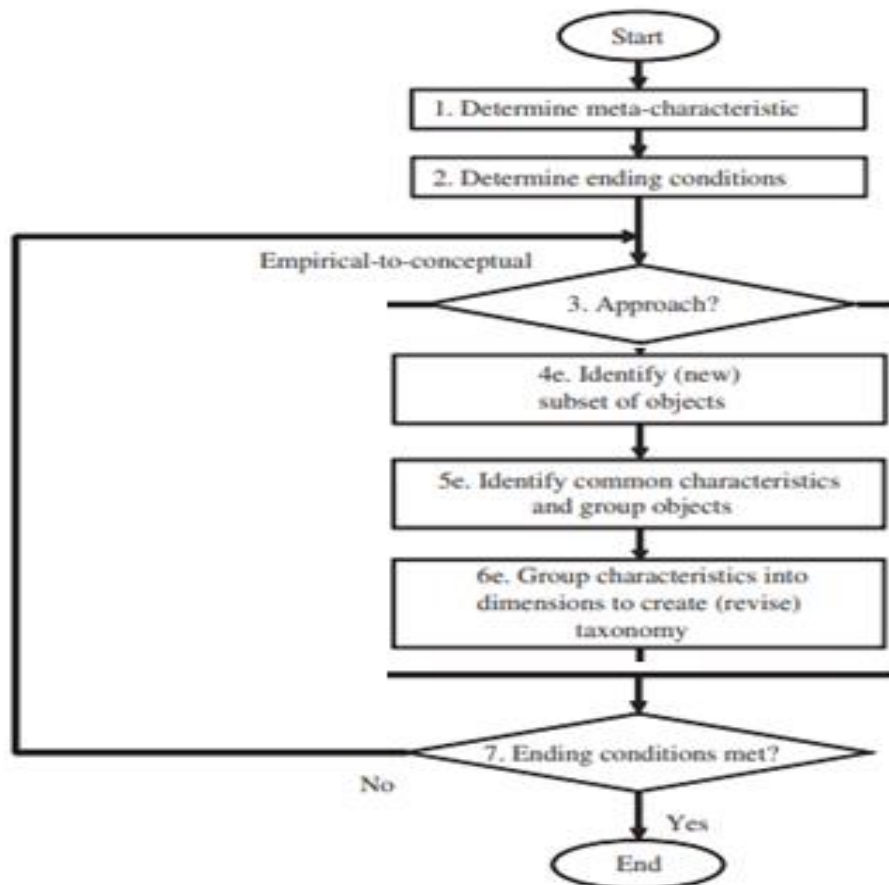 Start
1. Determine meta-characteristic
2. Determine ending conditions
Empirical-to-conceptual
3. Approach?
4e. Identify (new)
subset of objects
5e. Identify common characteristics
and group objects
6e. Group characteristics into
dimensions to create (revise)
taxonomy
7. Ending conditions met?
No
Yes
End